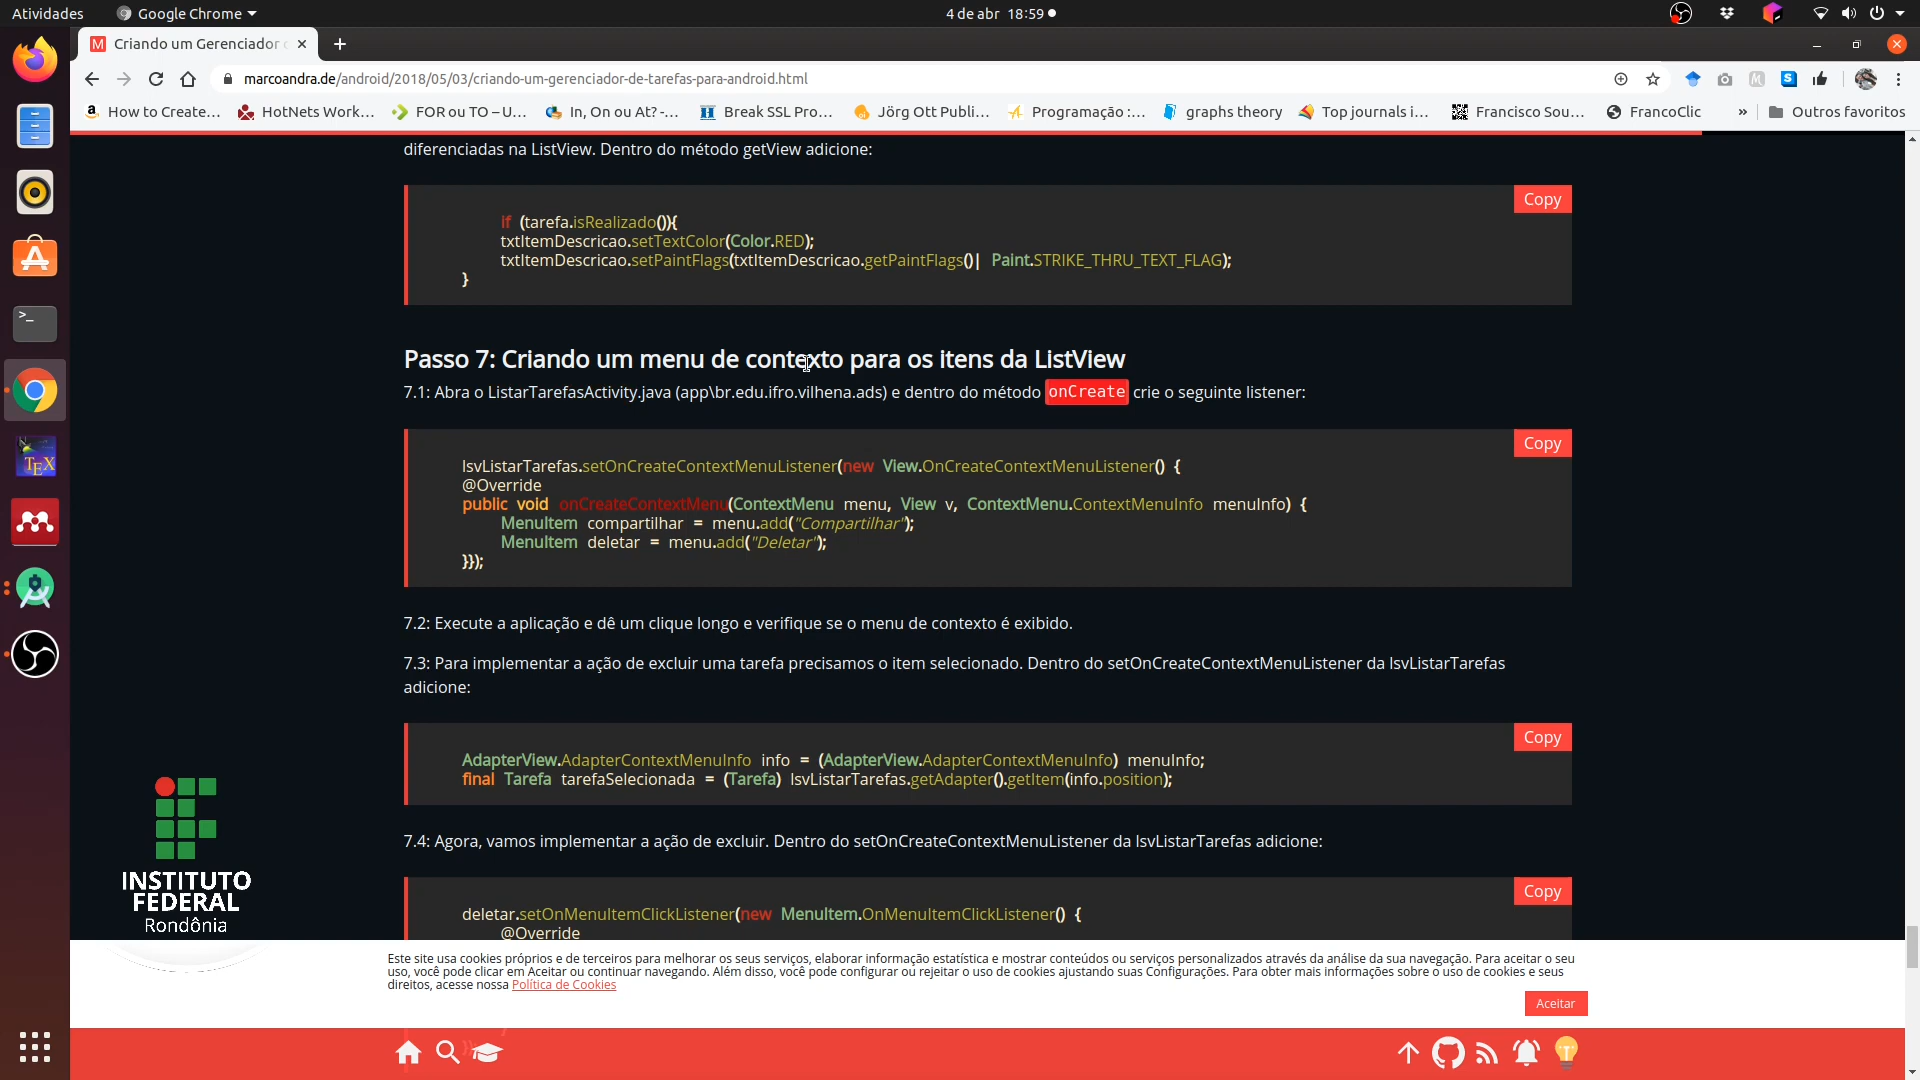 Atividades
Google Chrome
4 de abr 18:59
Criando um Gerenciador
marcoandra.de/android/2018/05/03/criando-um-gerenciador-de-tarefas-para-android.html
How to Create...
HotNets Work...
FOR ou TO – U...
In, On ou At? -...
Break SSL Pro...
Jörg Ott Publi...
Programação :...
graphs theory
Top journals i...
Francisco Sou...
FrancoClic
»
Outros favoritos
diferenciadas na ListView. Dentro do método getView adicione:
Copy
if (tarefa.isRealizado()){
txtItemDescricao.setTextColor(Color.RED);
txtItemDescricao.setPaintFlags(txtItemDescricao.getPaintFlags()| Paint.STRIKE_THRU_TEXT_FLAG);
}
Passo 7: Criando um menu de contexto para os itens da ListView
7.1: Abra o ListarTarefasActivity.java (app\br.edu.ifro.vilhena.ads) e dentro do método onCreate crie o seguinte listener:
Copy
lsvListarTarefas.setOnCreateContextMenuListener(new View.OnCreateContextMenuListener() {
@Override
public void onCreateContextMenu(ContextMenu menu, View v, ContextMenu.ContextMenuInfo menuInfo) {
MenuItem compartilhar = menu.add("Compartilhar");
MenuItem deletar = menu.add("Deletar");
}});
7.2: Execute a aplicação e dê um clique longo e verifique se o menu de contexto é exibido.
7.3: Para implementar a ação de excluir uma tarefa precisamos o item selecionado. Dentro do setOnCreateContextMenuListener da lsvListarTarefas
adicione:
Copy
AdapterView.AdapterContextMenuInfo info = (AdapterView.AdapterContextMenuInfo) menuInfo;
final Tarefa tarefaSelecionada = (Tarefa) lsvListarTarefas.getAdapter().getItem(info.position);
7.4: Agora, vamos implementar a ação de excluir. Dentro do setOnCreateContextMenuListener da lsvListarTarefas adicione:
Copy
deletar.setOnMenuItemClickListener(new MenuItem.OnMenuItemClickListener() {
@Override
INSTITUTO
FEDERAL
Rondônia
Este site usa cookies próprios e de terceiros para melhorar os seus serviços, elaborar informação estatística e mostrar conteúdos ou serviços personalizados através da análise da sua navegação. Para aceitar o seu
uso, você pode clicar em Aceitar ou continuar navegando. Além disso, você pode configurar ou rejeitar o uso de cookies ajustando suas Configurações. Para obter mais informações sobre o uso de cookies e seus
direitos, acesse nossa Política de Cookies
Aceitar